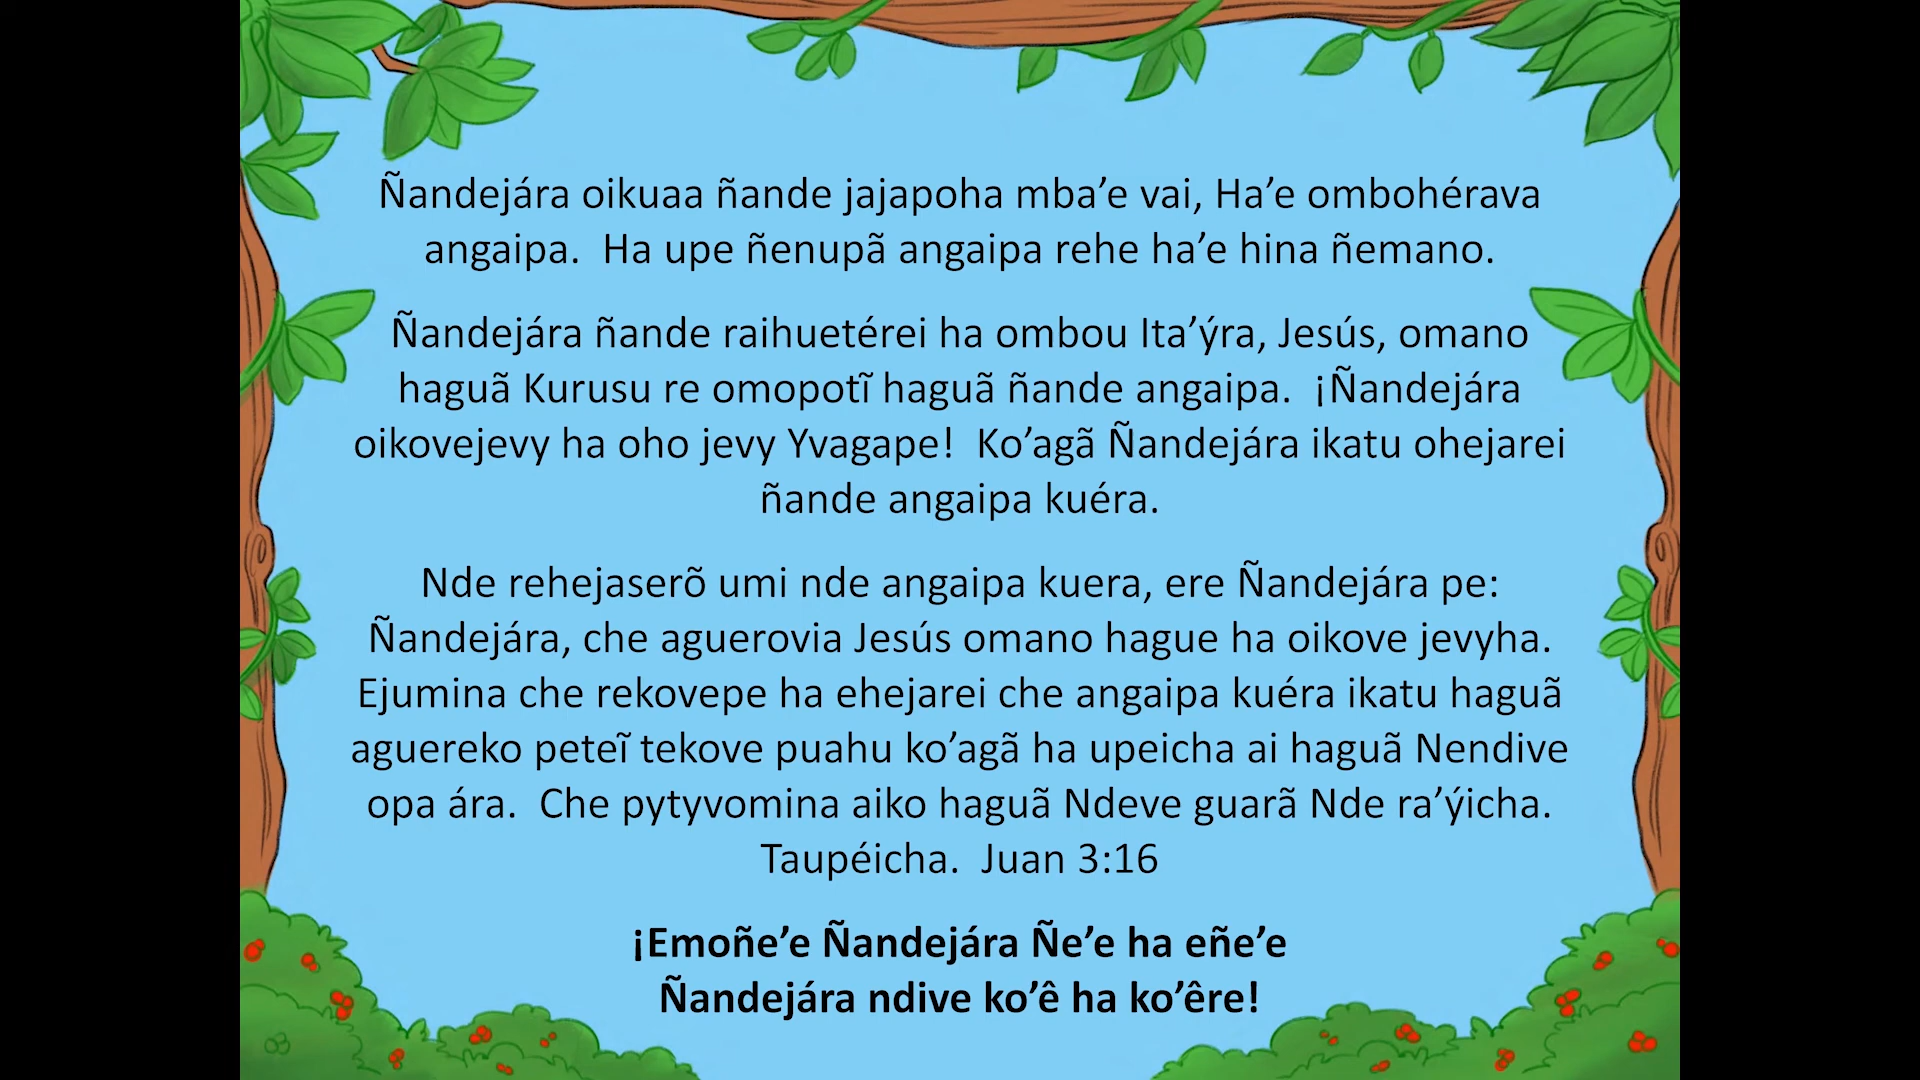 Ñandejára oikuaa ñande jajapoha mba’e vai, Ha’e ombohérava
angaipa.  Ha upe ñenupã angaipa rehe ha’e hina ñemano.
Ñandejára ñande raihuetérei ha ombou Ita’ýra, Jesús, omano
haguã Kurusu re omopotĩ haguã ñande angaipa.  ¡Ñandejára
oikovejevy ha oho jevy Yvagape!  Ko’agã Ñandejára ikatu ohejarei
ñande angaipa kuéra.
Nde rehejaserõ umi nde angaipa kuera, ere Ñandejára pe:
Ñandejára, che aguerovia Jesús omano hague ha oikove jevyha.
Ejumina che rekovepe ha ehejarei che angaipa kuéra ikatu haguã
aguereko peteĩ tekove puahu ko’agã ha upeicha ai haguã Nendive
opa ára.  Che pytyvomina aiko haguã Ndeve guarã Nde ra’ýicha.
Taupéicha.  Juan 3:16
¡Emoñe’e Ñandejára Ñe’e ha eñe’e
Ñandejára ndive ko’ê ha ko’êre!